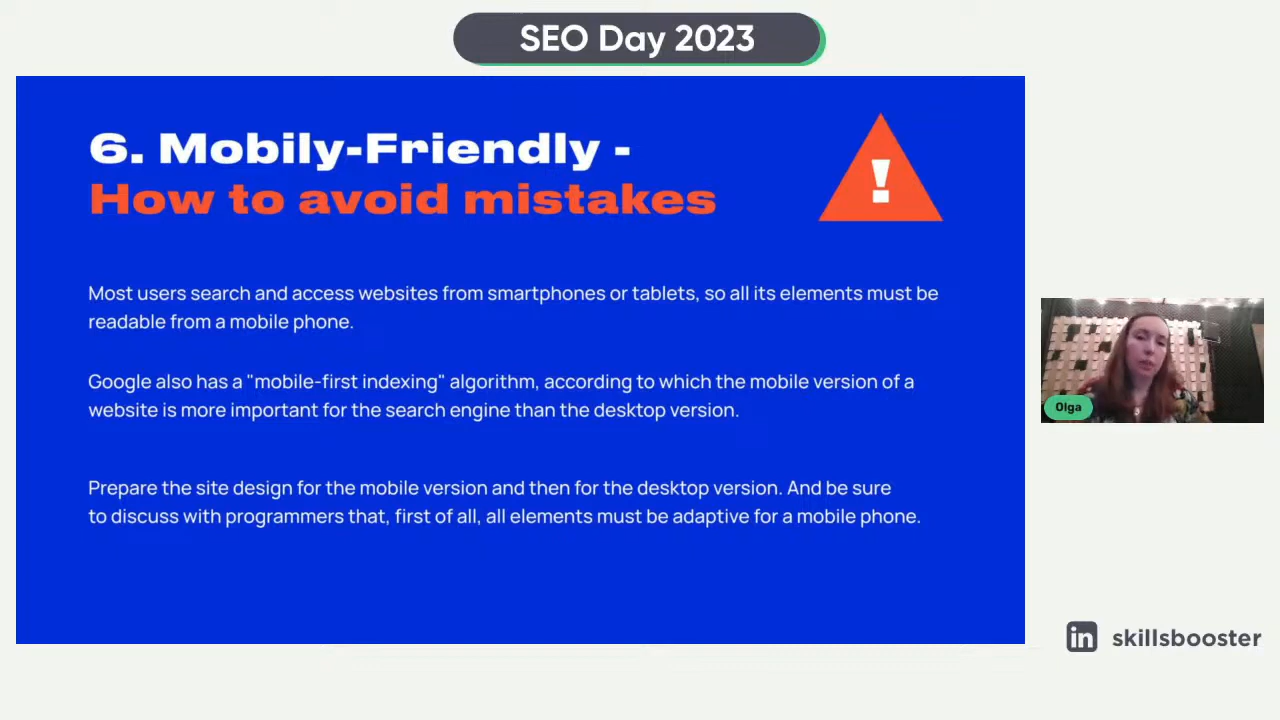 SEO Day 2023
6. Mobily-Friendly -
How to avoid mistakes
!
Most users search and access websites from smartphones or tablets, so all its elements must be
readable from a mobile phone.
Google also has a "mobile-first indexing" algorithm, according to which the mobile version of a
website is more important for the search engine than the desktop version.
Prepare the site design for the mobile version and then for the desktop version. And be sure
to discuss with programmers that, first of all, all elements must be adaptive for a mobile phone.
Olga
in skillsbooster